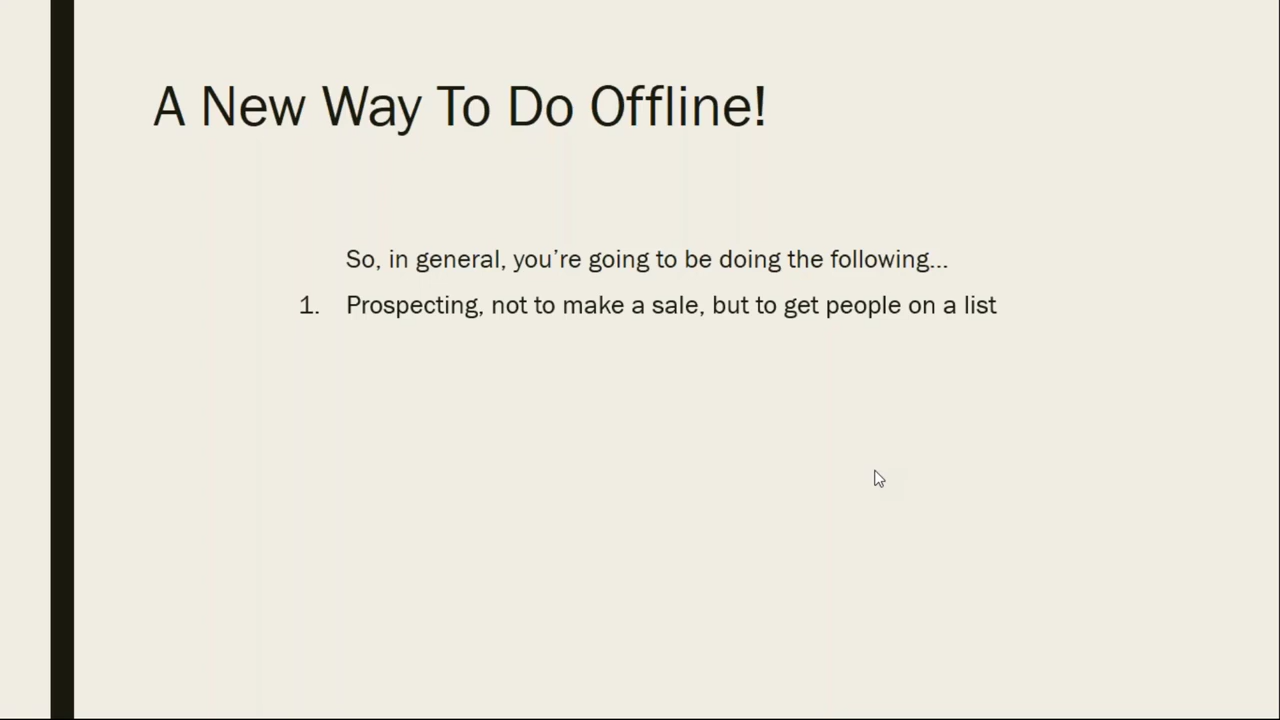 A New Way To Do Offline!
So, in general, you’re going to be doing the following…
1. Prospecting, not to make a sale, but to get people on a list